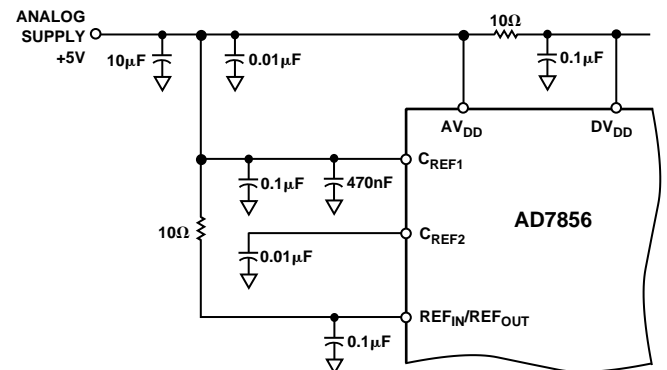 ANALOG
SUPPLY
+5V
10µF
0.01µF
10Ω
0.1µF
AV_DD
DV_DD
C_REF1
0.1µF
470nF
AD7856
10Ω
C_REF2
0.01µF
REF_IN/REF_OUT
0.1µF